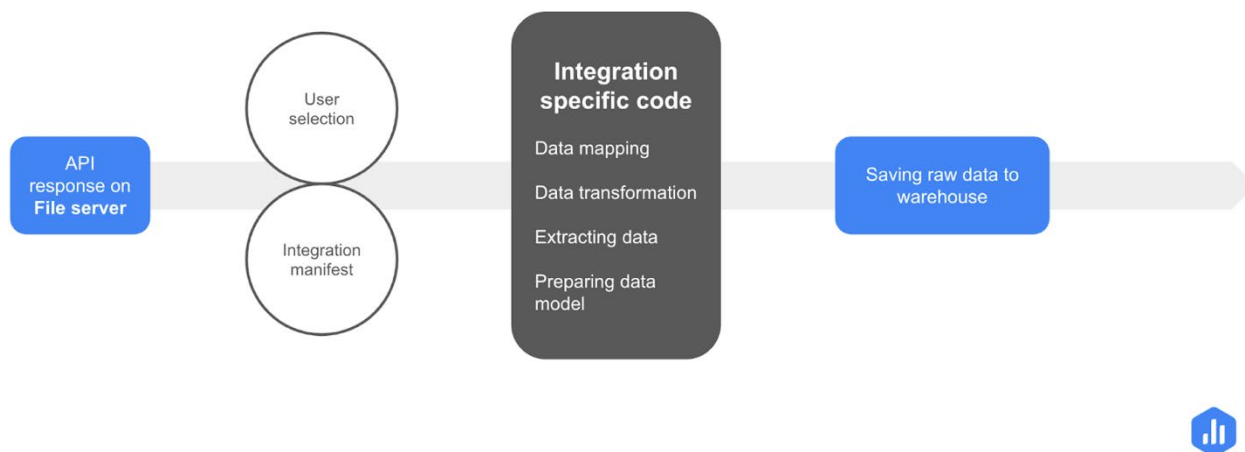 API
response on
File server
User
selection
Integration
manifest
Integration
specific code
Data mapping
Data transformation
Extracting data
Preparing data
model
Saving raw data to
warehouse